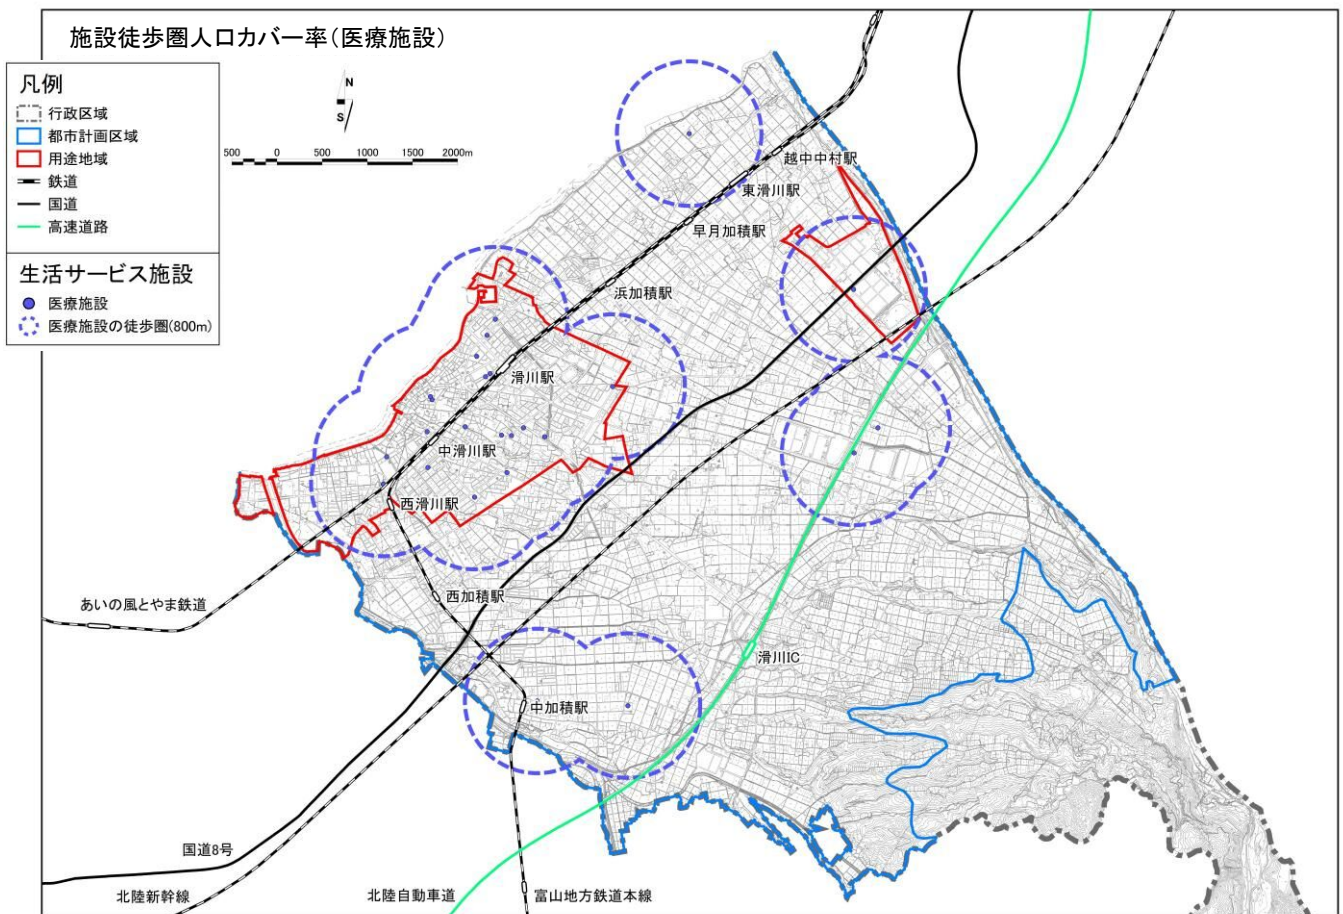 施設徒歩圏人口カバー率(医療施設)
凡例
行政区域
都市計画区域
用途地域
鉄道
国道
高速道路
生活サービス施設
医療施設
医療施設の徒歩圏(800m)
N
S
500 0 500 1000 1500 2000m
越中中村駅
東滑川駅
早月加積駅
浜加積駅
滑川駅
中滑川駅
西滑川駅
西加積駅
あいの風とやま鉄道
滑川IC
中加積駅
国道8号
北陸新幹線
北陸自動車道
富山地方鉄道本線